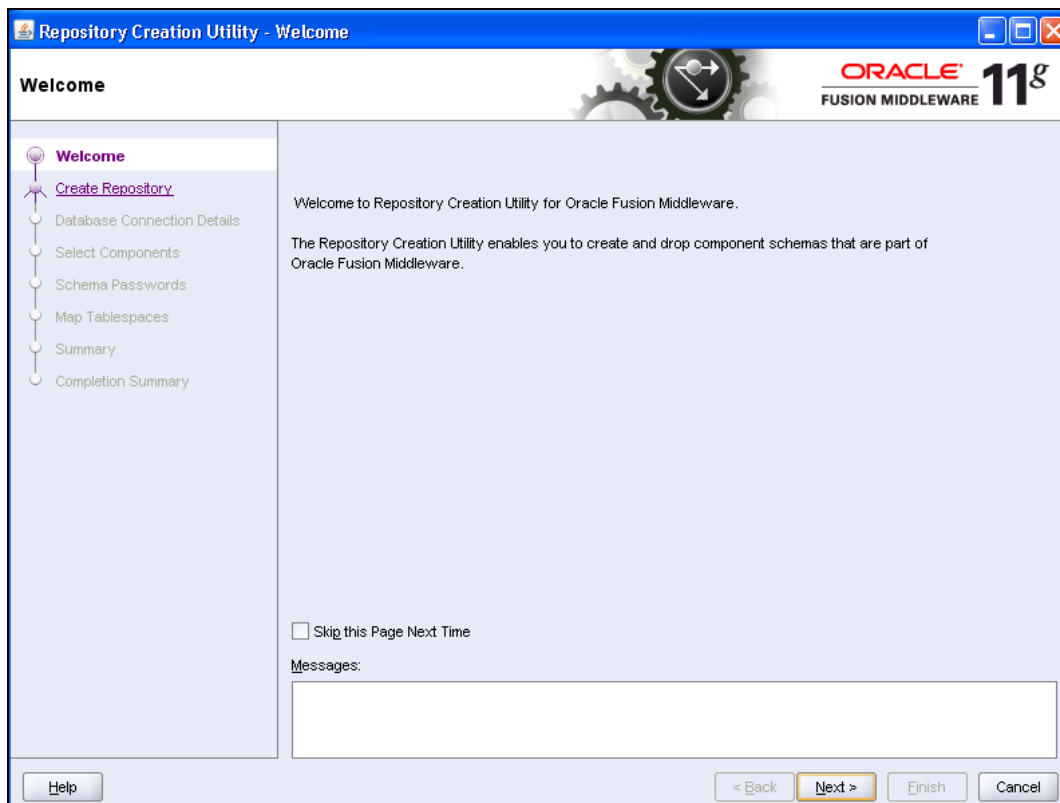 Repository Creation Utility - Welcome
Welcome
ORACLE
FUSION MIDDLEWARE
11g
Welcome
Create Repository
Database Connection Details
Select Components
Schema Passwords
Map Tablespaces
Summary
Completion Summary
Welcome to Repository Creation Utility for Oracle Fusion Middleware.
The Repository Creation Utility enables you to create and drop component schemas that are part of
Oracle Fusion Middleware.
Skip this Page Next Time
Messages:
Help
< Back
Next >
Finish
Cancel